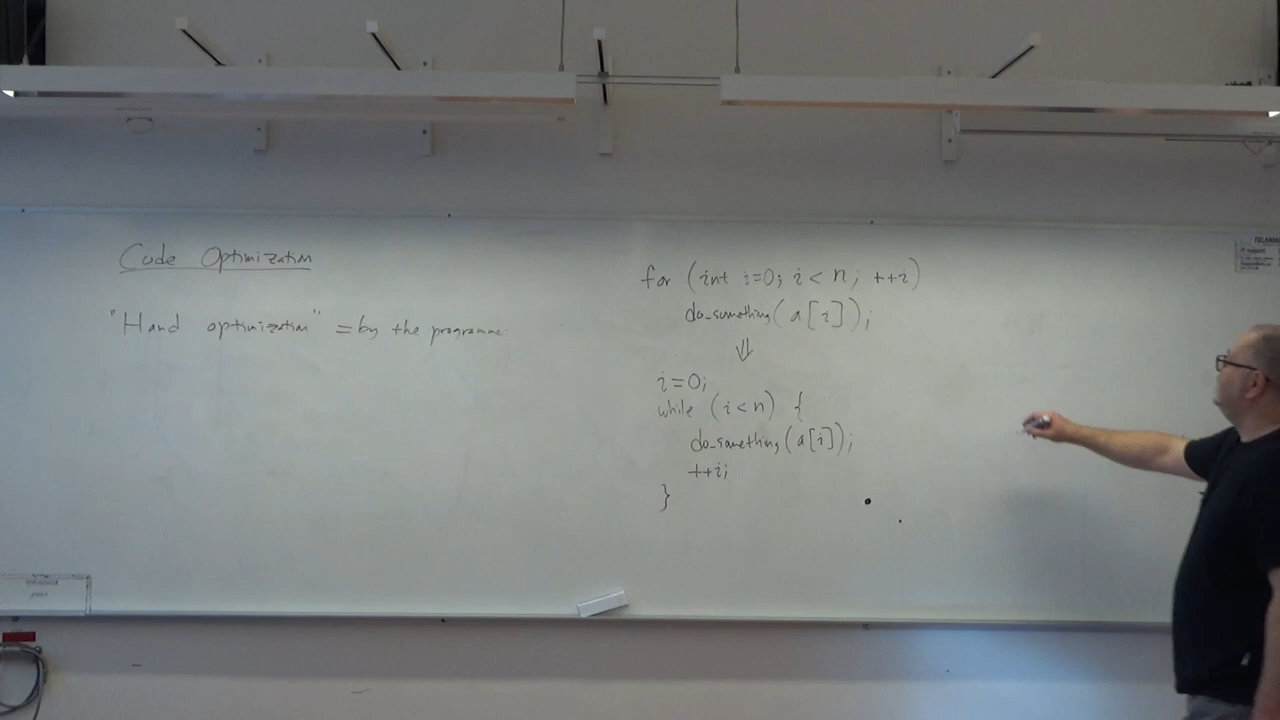 Code Optimization
"Hand optimization" = by the programmer
for (int i=0; i < n; ++i)
do_something(a[i]);
⇓
i=0;
while (i<n) {
do_something(a[i]);
++i;
}